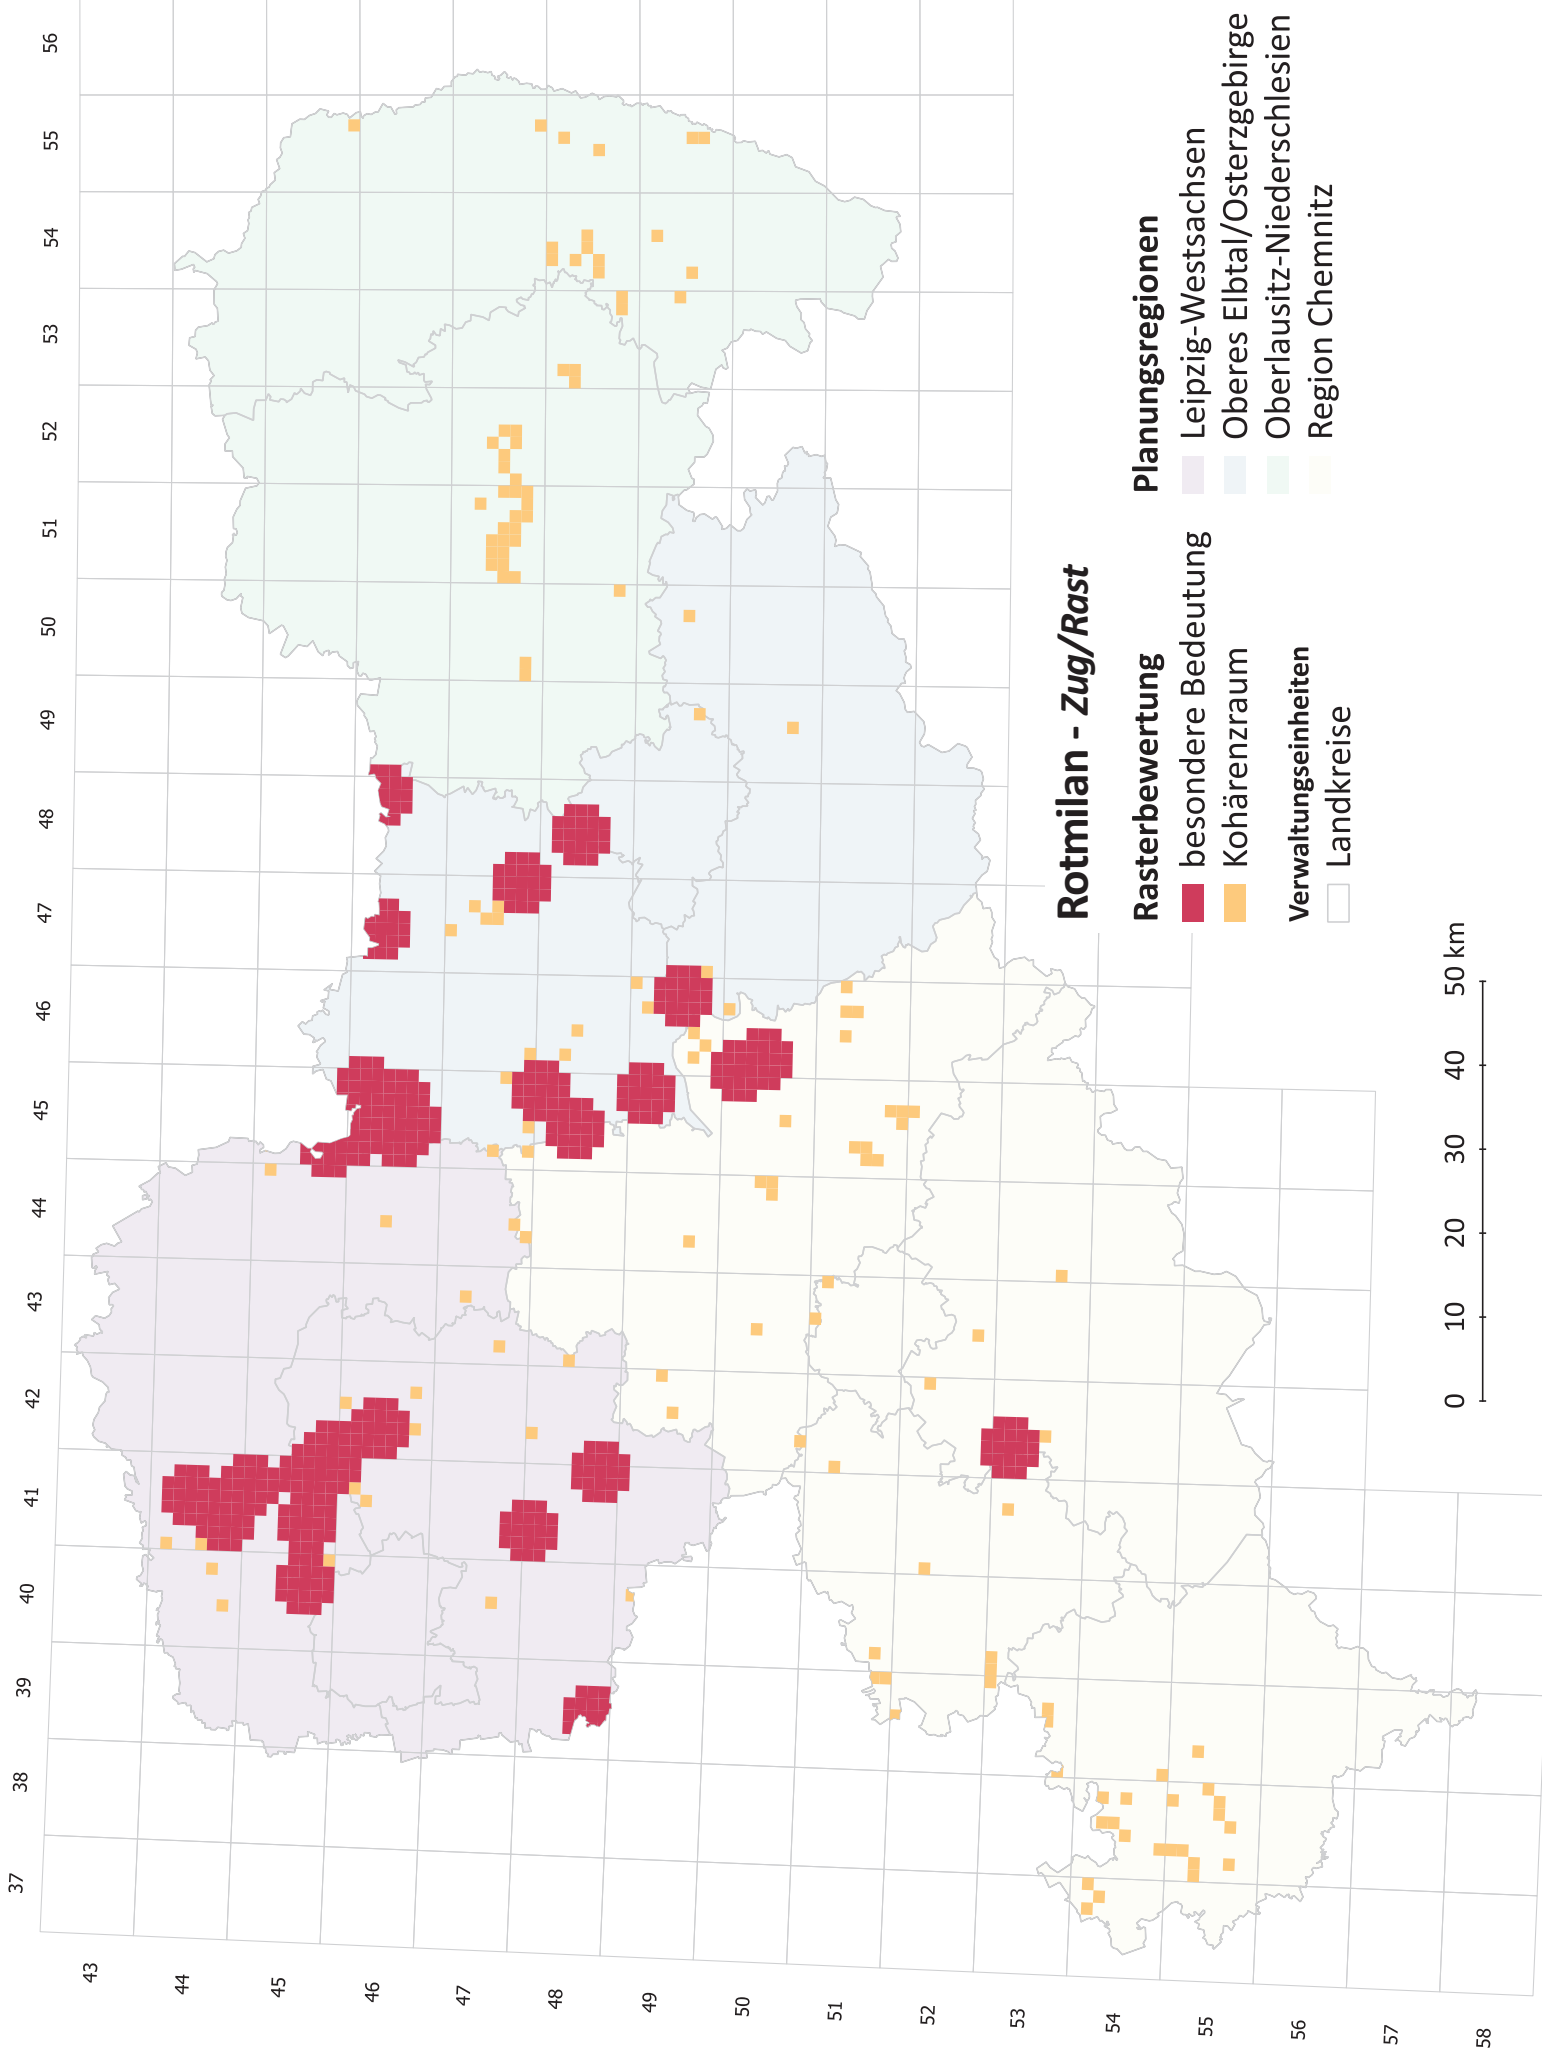 37 38 39 40 41 42 43 44 45 46 47 48 49 50 51 52 53 54 55 56
43
44
45
46
47
48
49
50
51
52
53
54
55
56
57
58
Rotmilan - Zug/Rast
Rasterbewertung
besondere Bedeutung
Kohärenzraum
Verwaltungseinheiten
Landkreise
Planungsregionen
Leipzig-Westsachsen
Oberes Elbtal/Osterzgebirge
Oberlausitz-Niederschlesien
Region Chemnitz
0 10 20 30 40 50 km